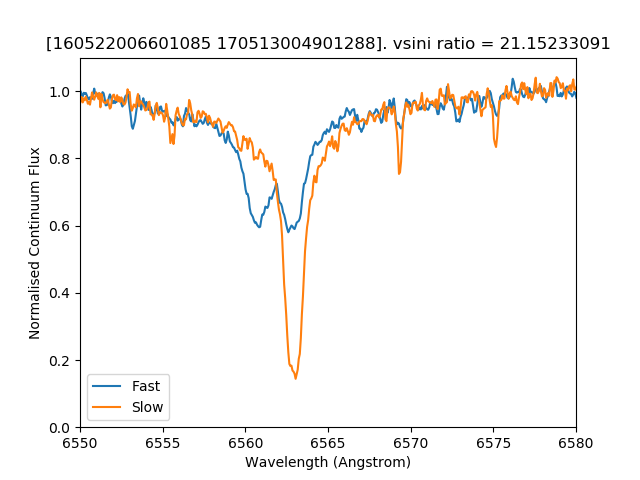 [160522006601085 170513004901288]. vsini ratio = 21.15233091
Normalised Continuum Flux
1.0
0.8
0.6
0.4
0.2
0.0
Fast
Slow
6550 6555 6560 6565 6570 6575 6580
Wavelength (Angstrom)